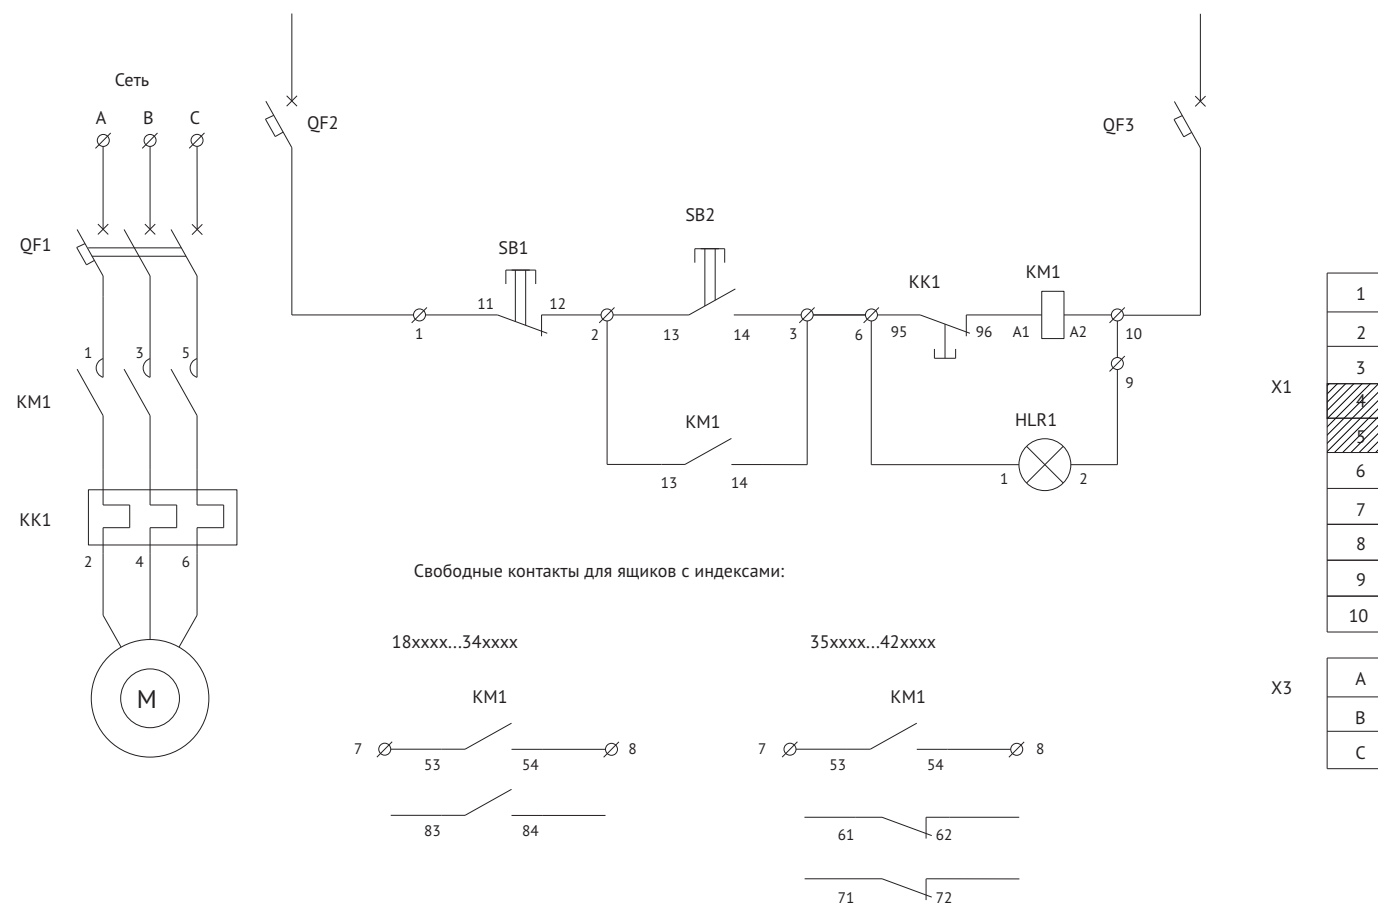 Сеть
A B C
QF2
QF3
QF1
SB2
SB1
KK1 KM1
11 12
1 2 13 14 3 6 95 96 A1 A2 10
9
1 3 5
KM1
KM1
HLR1
13 14
1 2
KK1
2 4 6
M
Свободные контакты для ящиков с индексами:
18xxxx...34xxxx
35xxxx...42xxxx
KM1
7 8
53 54
83 84
KM1
7 8
53 54
61 62
71 72
X1
1
2
3
4
5
6
7
8
9
10
X3
A
B
C